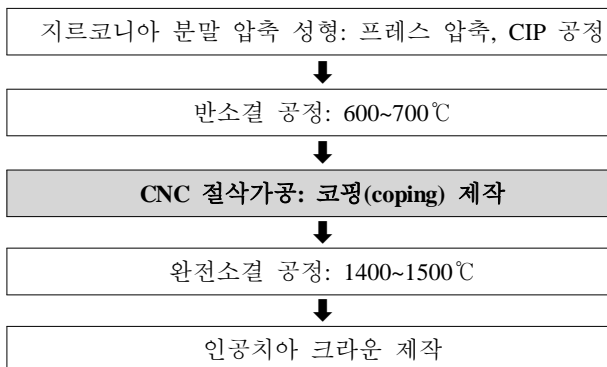 지르코니아 분말 압축 성형: 프레스 압축, CIP 공정
반소결 공정: 600~700℃
CNC 절삭가공: 코핑(coping) 제작
완전소결 공정: 1400~1500℃
인공치아 크라운 제작